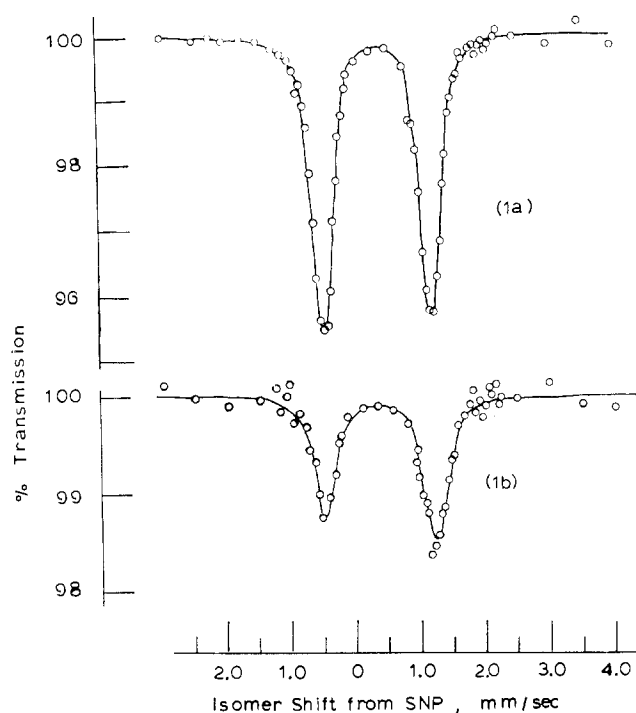 100
98
(1a)
96
% Transmission
100
99
(1b)
98
2.0 1.0 0 1.0 2.0 3.0 4.0
Isomer Shift from SNP , mm/sec